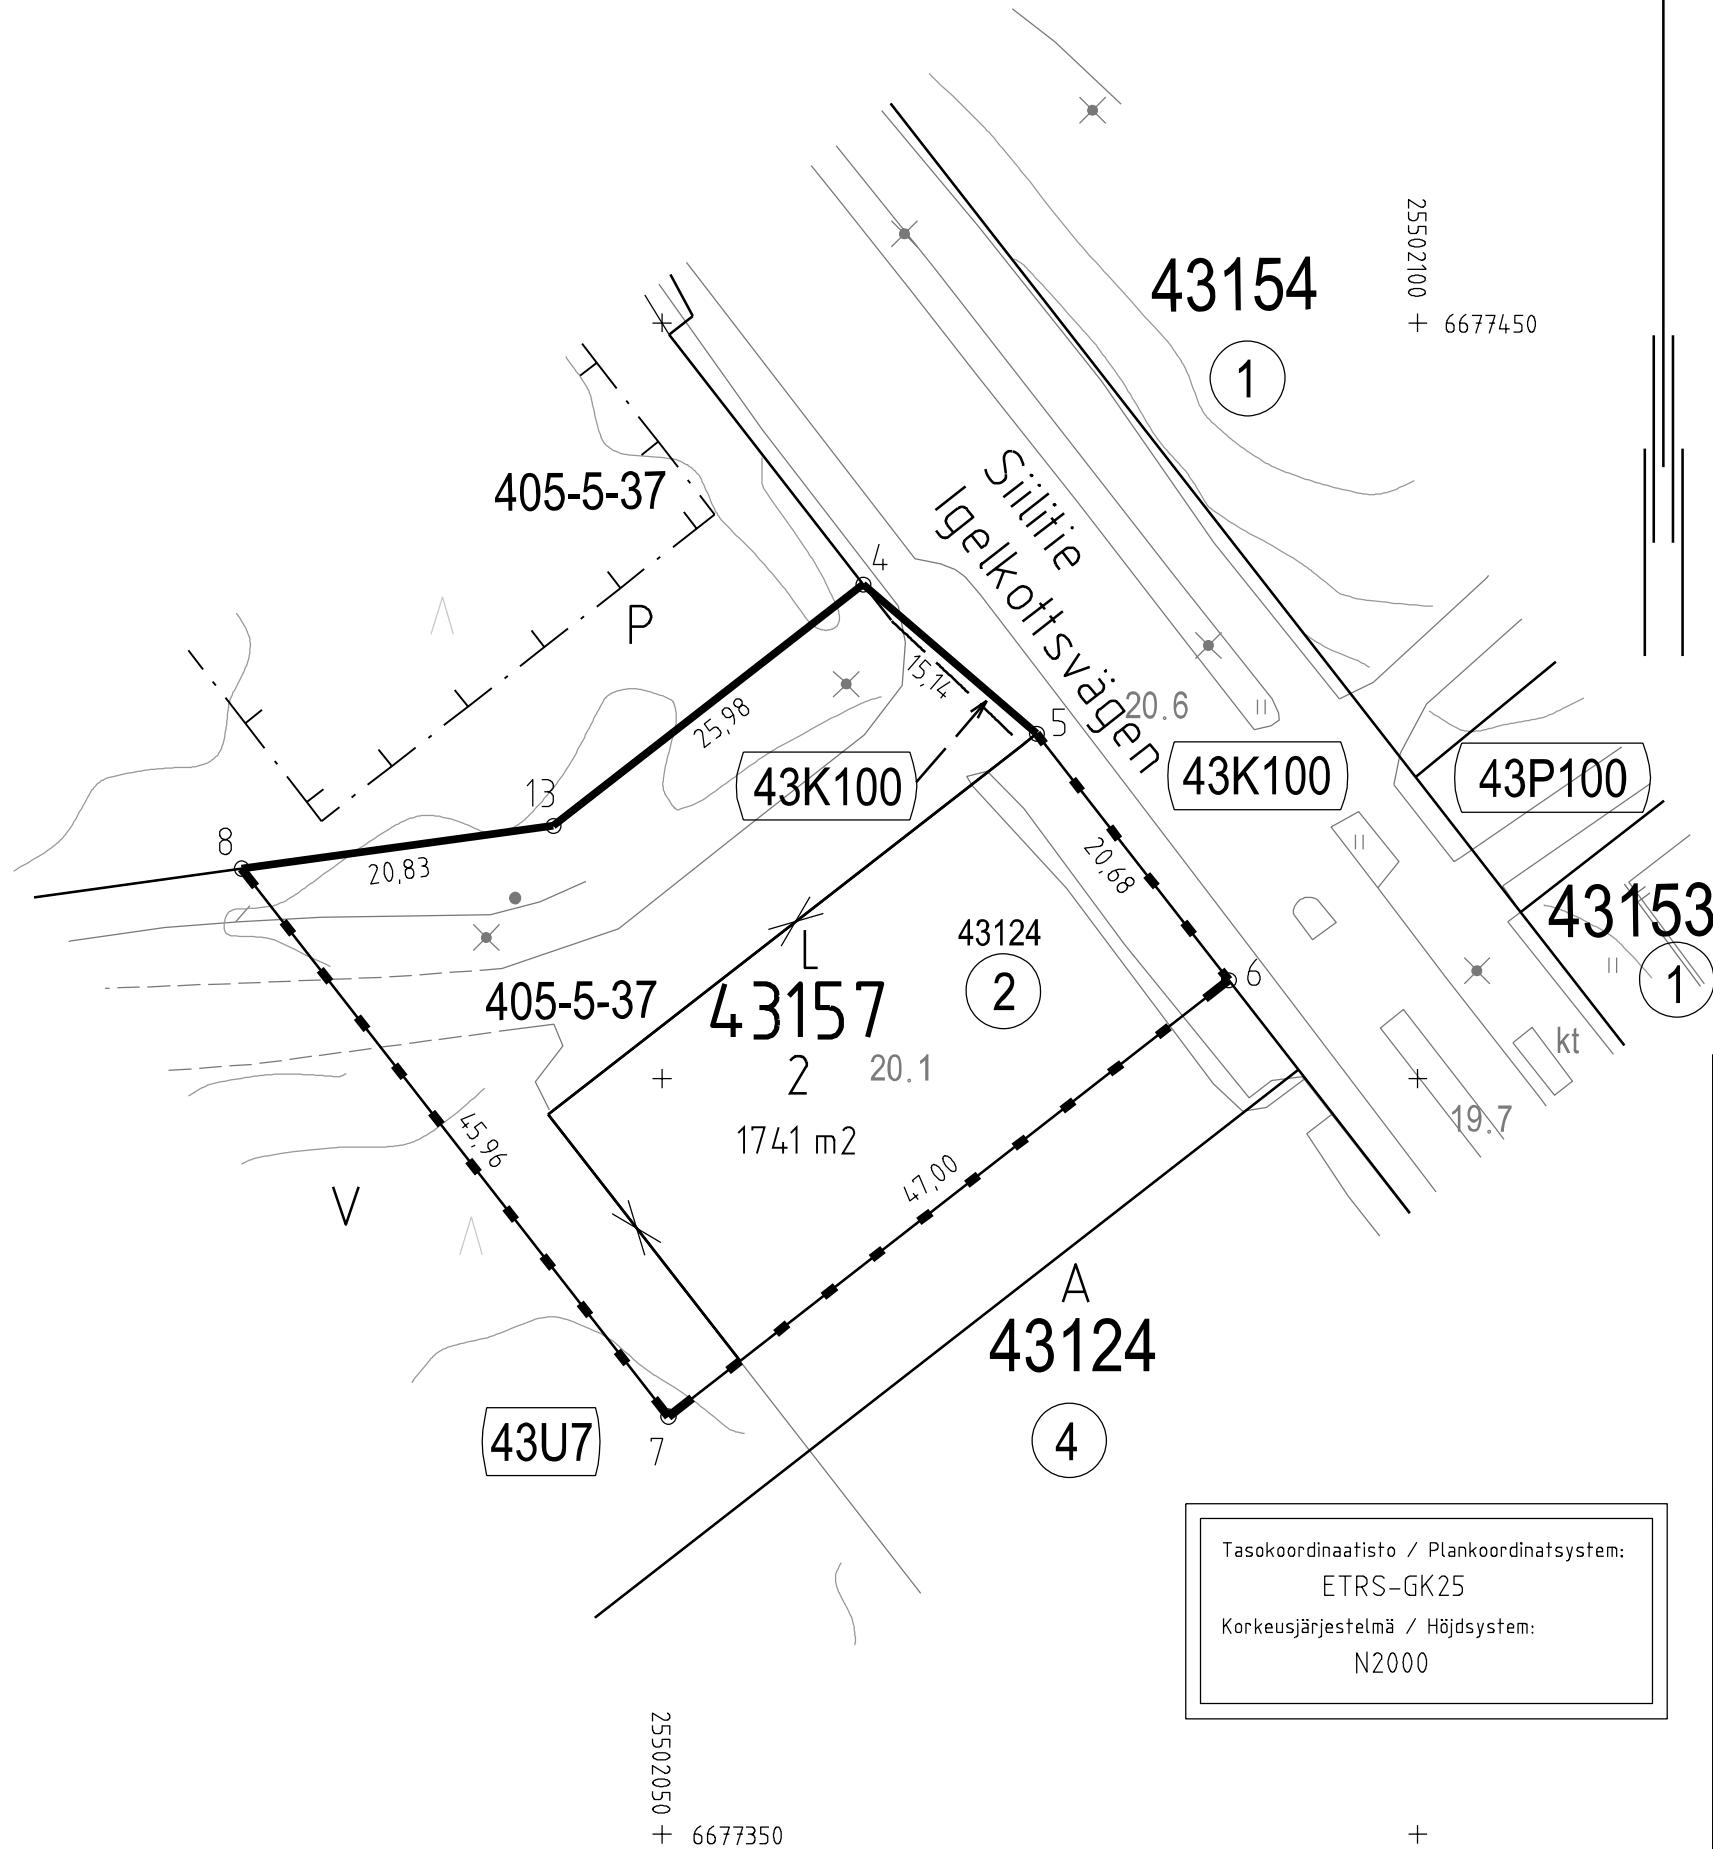 25502100
6677450
43154
1
405-5-37
Siilitie
Igelkottsvägen
4
P
15,14
5
20.6
25,98
43K100
43K100
43P100
13
8
20,83
20,68
43153
1
43124
2
L
6
405-5-37
43157
2
20.1
kt
19.7
1741 m2
45,96
47,00
V
A
43124
4
43U7
7
Tasokoordinaatisto / Plankoordinatsystem:
ETRS-GK25
Korkeusjärjestelmä / Höjdsystem:
N2000
25502050
6677350